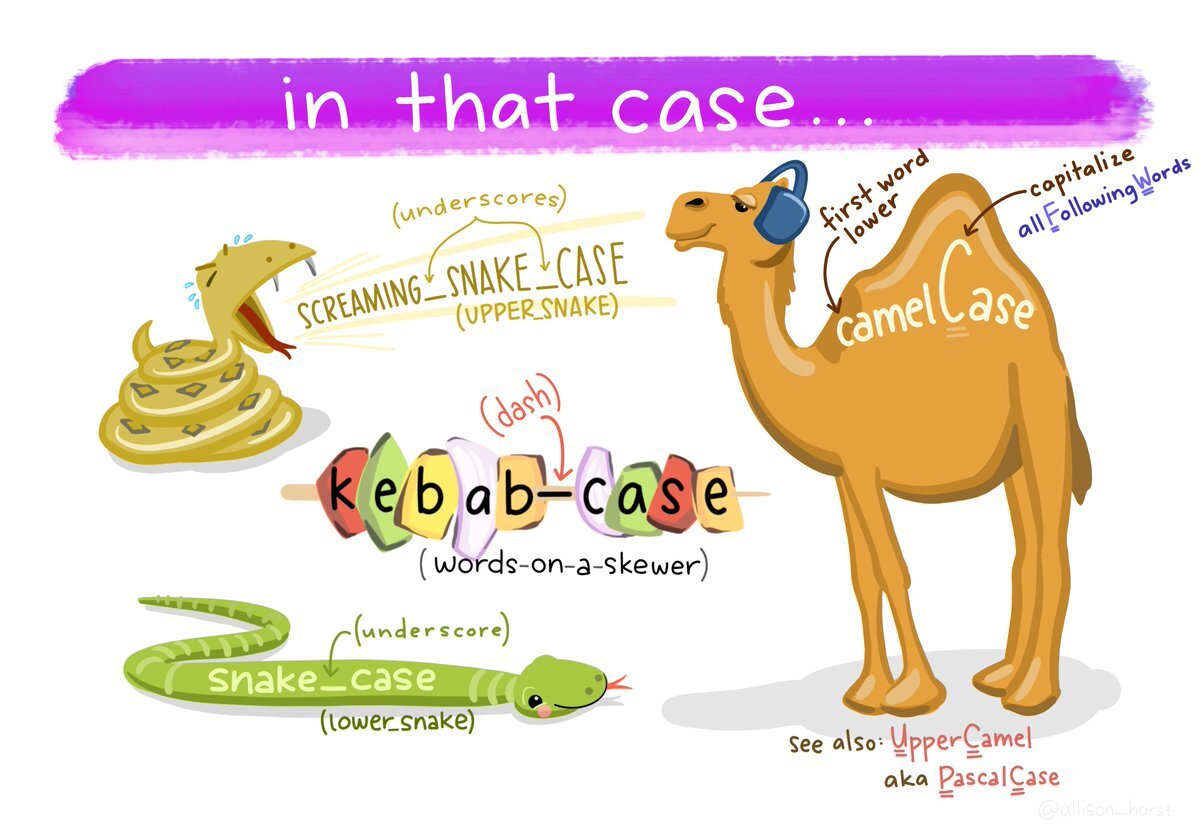 in that case...
(underscores)
SCREAMING_SNAKE_CASE
(UPPER_SNAKE)
first word
lower
capitalize
allFollowingWords
camelCase
(dash)
kebab-case
(words-on-a-skewer)
(underscore)
snake_case
(lower_snake)
see also: UpperCamel
aka PascalCase
@allison_horst